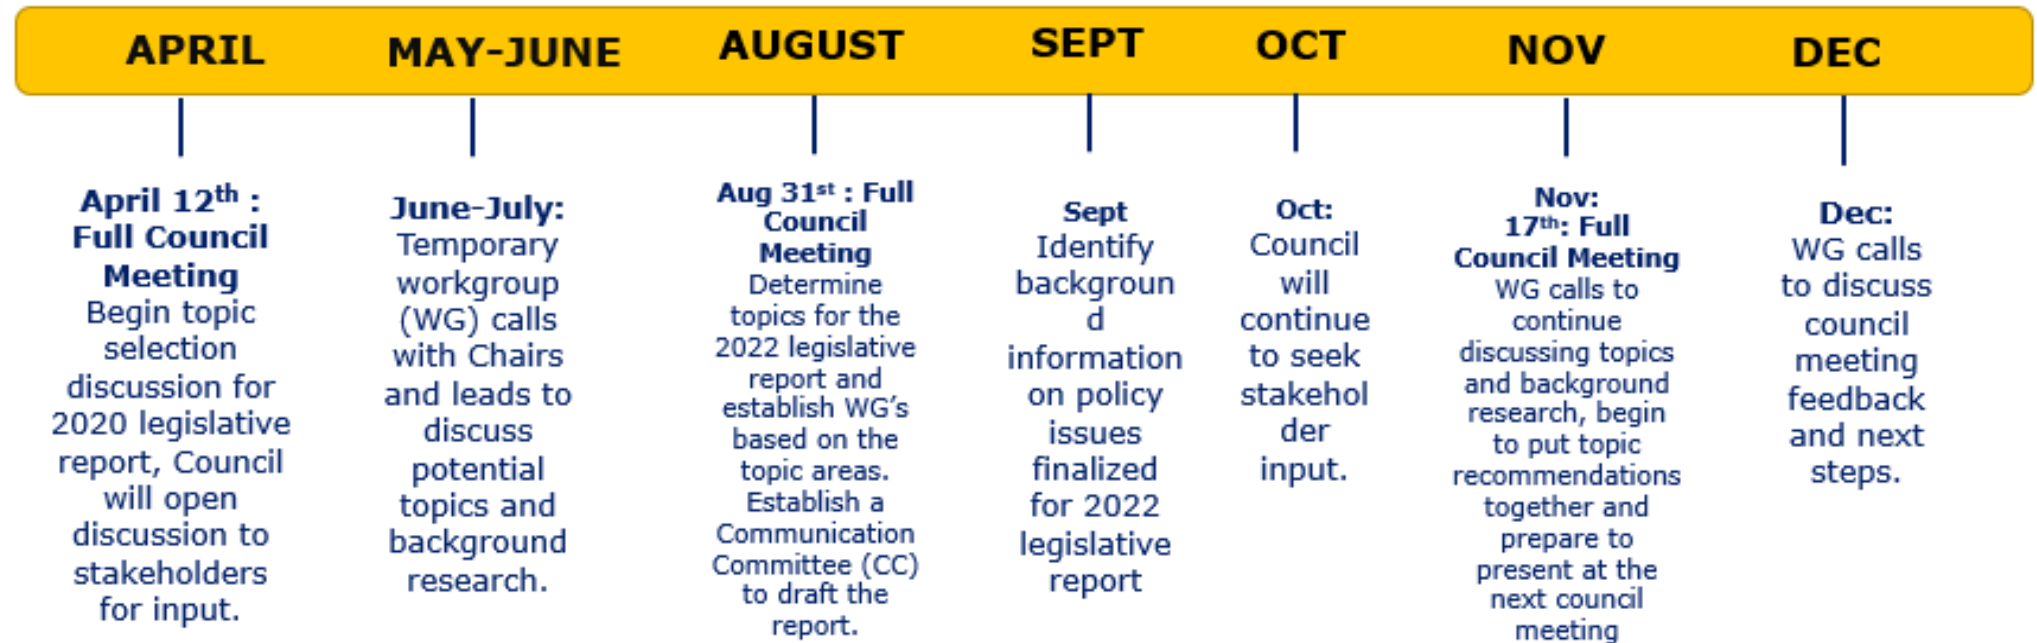 APRIL
MAY-JUNE
AUGUST
SEPT
OCT
NOV
DEC
April 12th :
Full Council
Meeting
Begin topic
selection
discussion for
2020 legislative
report, Council
will open
discussion to
stakeholders
for input.
June-July:
Temporary
workgroup
(WG) calls
with Chairs
and leads to
discuss
potential
topics and
background
research.
Aug 31st : Full
Council
Meeting
Determine
topics for the
2022 legislative
report and
establish WG's
based on the
topic areas.
Establish a
Communication
Committee (CC)
to draft the
report.
Sept
Identify
backgroun
d
information
on policy
issues
finalized
for 2022
legislative
report
Oct:
Council
will
continue
to seek
stakehol
der
input.
Nov:
17th: Full
Council Meeting
WG calls to
continue
discussing topics
and background
research, begin
to put topic
recommendations
together and
prepare to
present at the
next council
meeting
Dec:
WG calls
to discuss
council
meeting
feedback
and next
steps.